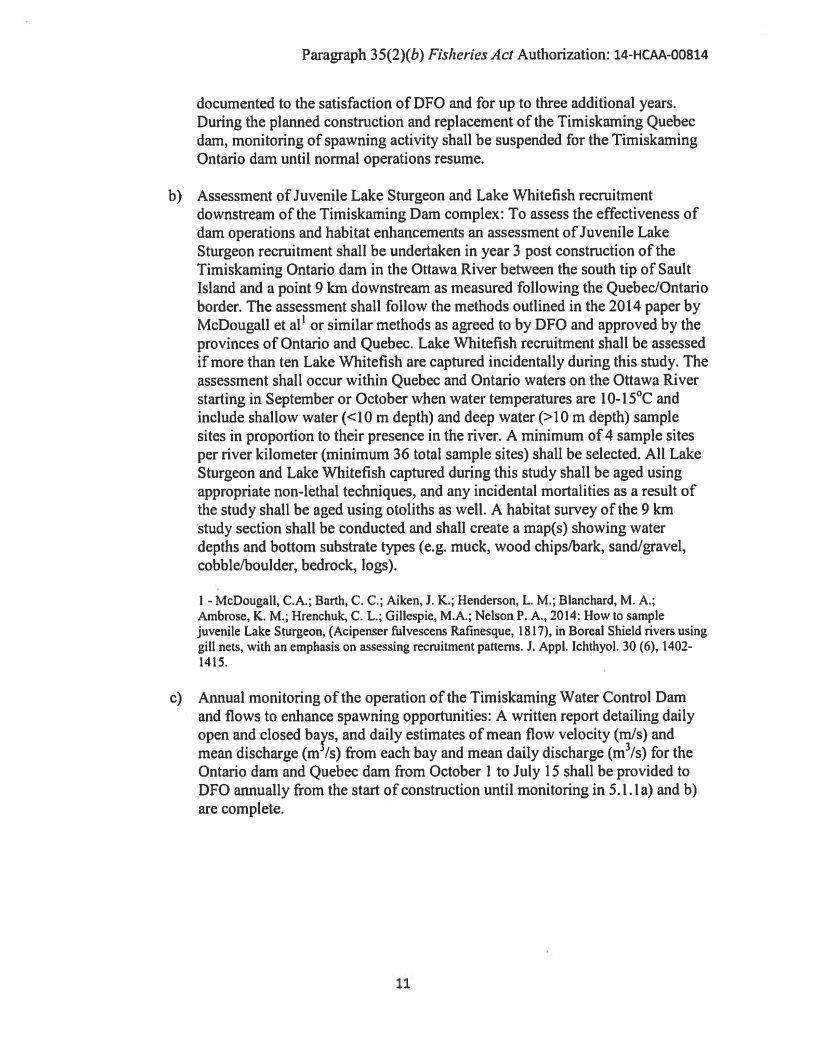 Paragraph 35(2)(b) Fisheries Act Authorization: 14-HCAA-00814
documented to the satisfaction of DFO and for up to three additional years.
During the planned construction and replacement of the Timiskaming Quebec
dam, monitoring of spawning activity shall be suspended for the Timiskaming
Ontario dam until normal operations resume.
b) Assessment of Juvenile Lake Sturgeon and Lake Whitefish recruitment
downstream of the Timiskaming Dam complex: To assess the effectiveness of
dam operations and habitat enhancements an assessment of Juvenile Lake
Sturgeon recruitment shall be undertaken in year 3 post construction of the
Timiskaming Ontario dam in the Ottawa River between the south tip of Sault
Island and a point 9 km downstream as measured following the Quebec/Ontario
border. The assessment shall follow the methods outlined in the 2014 paper by
McDougall et al¹ or similar methods as agreed to by DFO and approved by the
provinces of Ontario and Quebec. Lake Whitefish recruitment shall be assessed
if more than ten Lake Whitefish are captured incidentally during this study. The
assessment shall occur within Quebec and Ontario waters on the Ottawa River
starting in September or October when water temperatures are 10-15°C and
include shallow water (<10 m depth) and deep water (>10 m depth) sample
sites in proportion to their presence in the river. A minimum of 4 sample sites
per river kilometer (minimum 36 total sample sites) shall be selected. All Lake
Sturgeon and Lake Whitefish captured during this study shall be aged using
appropriate non-lethal techniques, and any incidental mortalities as a result of
the study shall be aged using otoliths as well. A habitat survey of the 9 km
study section shall be conducted and shall create a map(s) showing water
depths and bottom substrate types (e.g. muck, wood chips/bark, sand/gravel,
cobble/boulder, bedrock, logs).
1 - McDougall, C.A.; Barth, C. C.; Aiken, J. K.; Henderson, L. M.; Blanchard, M. A.;
Ambrose, K. M.; Hrenchuk, C. L.; Gillespie, M.A.; Nelson P. A., 2014: How to sample
juvenile Lake Sturgeon, (Acipenser fulvescens Rafinesque, 1817), in Boreal Shield rivers using
gill nets, with an emphasis on assessing recruitment patterns. J. Appl. Ichthyol. 30 (6), 1402-
1415.
c) Annual monitoring of the operation of the Timiskaming Water Control Dam
and flows to enhance spawning opportunities: A written report detailing daily
open and closed bays, and daily estimates of mean flow velocity (m/s) and
mean discharge (m³/s) from each bay and mean daily discharge (m³/s) for the
Ontario dam and Quebec dam from October 1 to July 15 shall be provided to
DFO annually from the start of construction until monitoring in 5.1.1a) and b)
are complete.
11